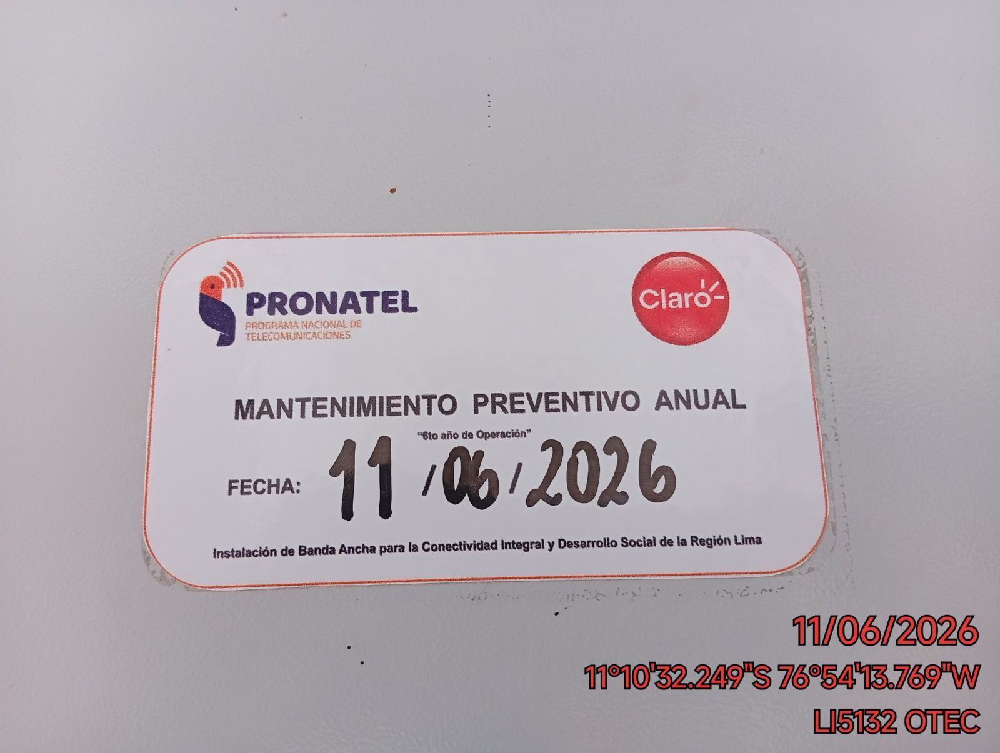 PRONATEL
PROGRAMA NACIONAL DE
TELECOMUNICACIONES
Claro
MANTENIMIENTO PREVENTIVO ANUAL
“6to año de Operación”
FECHA: 11 / 06 / 2026
Instalación de Banda Ancha para la Conectividad Integral y Desarrollo Social de la Región Lima
11/06/2026
11°10'32.249"S 76°54'13.769"W
LI5132 OTEC